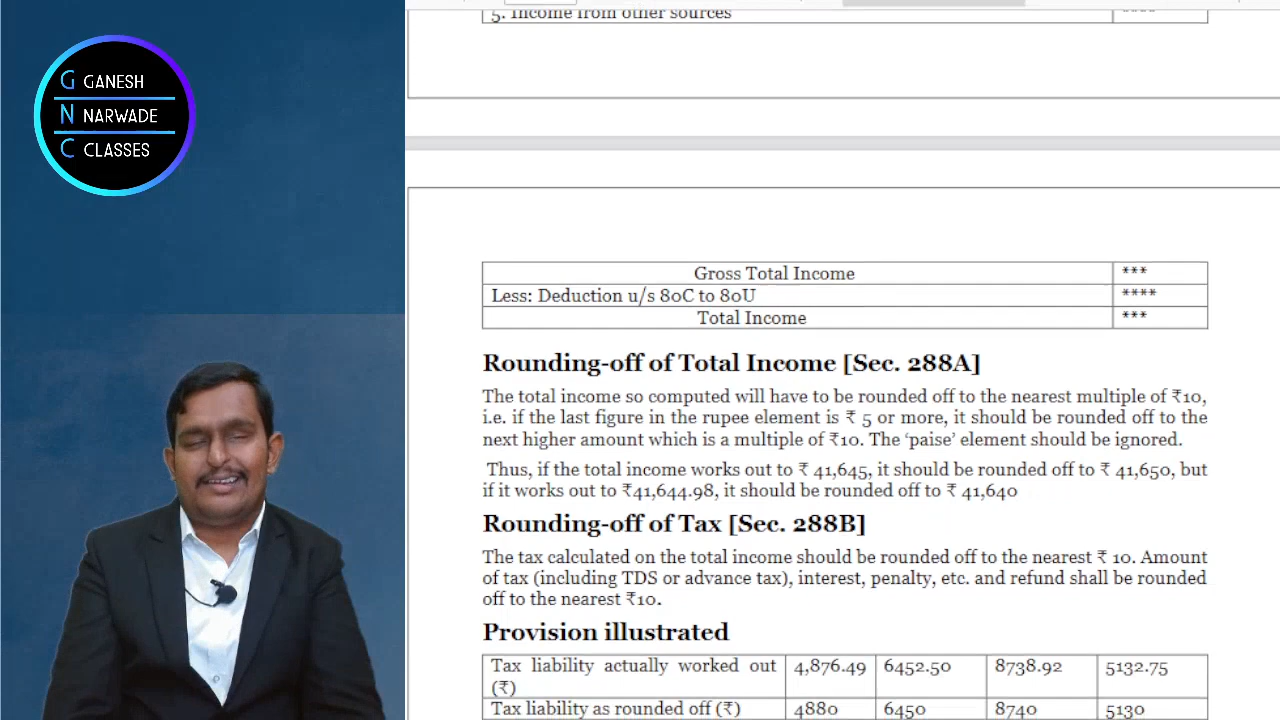 G GANESH
N NARWADE
C CLASSES
5. Income from other sources ****
Gross Total Income ***
Less: Deduction u/s 80C to 80U ****
Total Income ***
Rounding-off of Total Income [Sec. 288A]
The total income so computed will have to be rounded off to the nearest multiple of ₹10,
i.e. if the last figure in the rupee element is ₹ 5 or more, it should be rounded off to the
next higher amount which is a multiple of ₹10. The ‘paise’ element should be ignored.
Thus, if the total income works out to ₹ 41,645, it should be rounded off to ₹ 41,650, but
if it works out to ₹41,644.98, it should be rounded off to ₹ 41,640
Rounding-off of Tax [Sec. 288B]
The tax calculated on the total income should be rounded off to the nearest ₹ 10. Amount
of tax (including TDS or advance tax), interest, penalty, etc. and refund shall be rounded
off to the nearest ₹10.
Provision illustrated
Tax liability actually worked out 4,876.49 6452.50 8738.92 5132.75
(₹)
Tax liability as rounded off (₹) 4880 6450 8740 5130